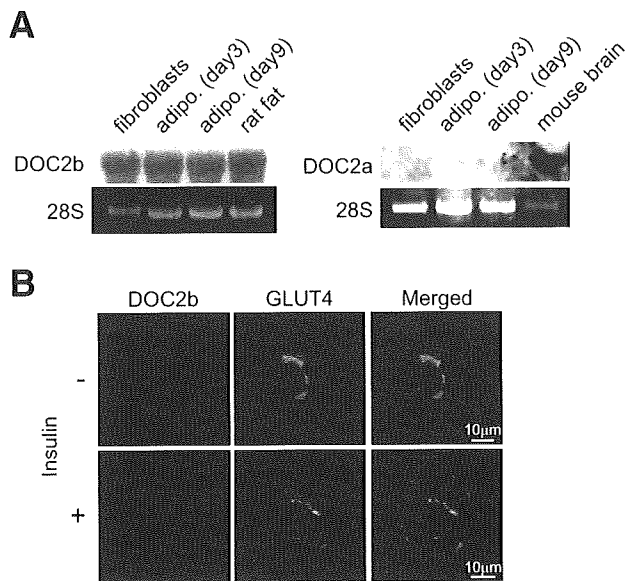 A
fibroblasts
adipo. (day3)
adipo. (day9)
rat fat
DOC2b
28S
fibroblasts
adipo. (day3)
adipo. (day9)
mouse brain
DOC2a
28S
B
DOC2b GLUT4 Merged
Insulin
-
10μm
+
10μm